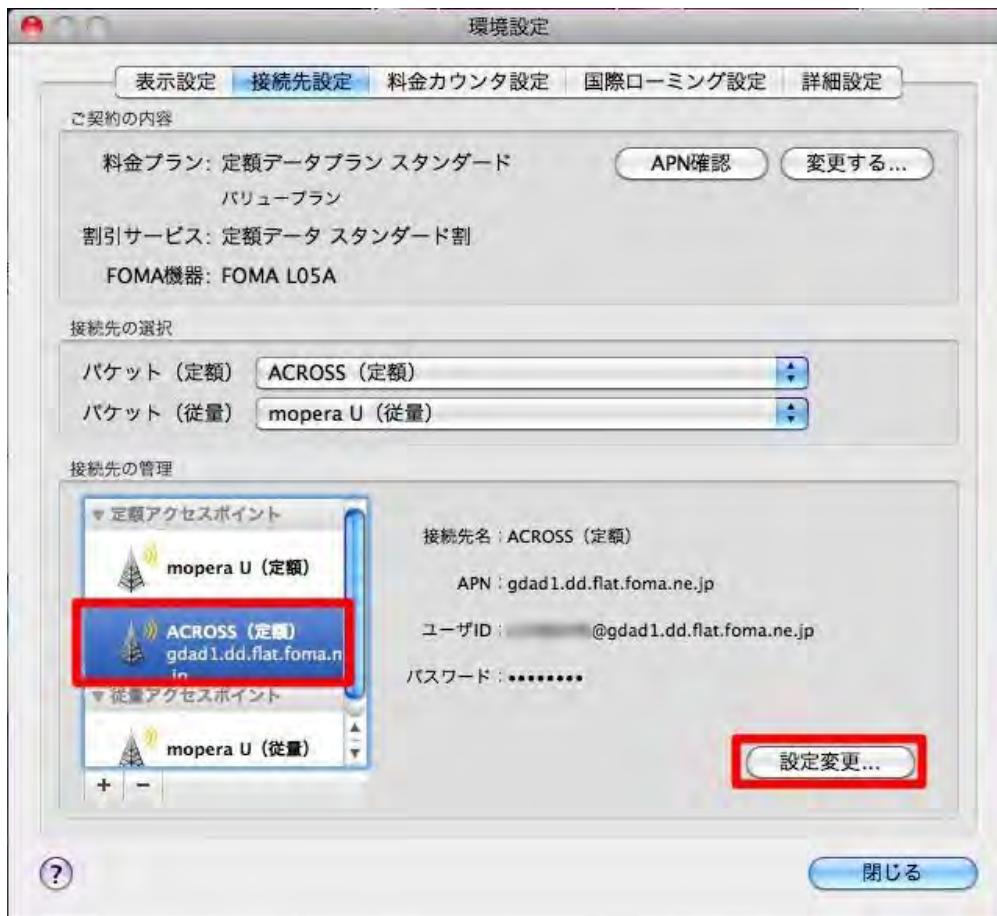 環境設定
表示設定 接続先設定 料金カウンタ設定 国際ローミング設定 詳細設定
ご契約の内容
料金プラン: 定額データプラン スタンダード APN確認 変更する...
バリュープラン
割引サービス: 定額データ スタンダード割
FOMA機器: FOMA L05A
接続先の選択
パケット（定額） ACROSS（定額）
パケット（従量） mopera U（従量）
接続先の管理
定額アクセスポイント
mopera U（定額）
ACROSS（定額）
gdad1.dd.flat.foma.n
従量アクセスポイント
mopera U（従量）
+ -
接続先名：ACROSS（定額）
APN：gdad1.dd.flat.foma.ne.jp
ユーザID：@gdad1.dd.flat.foma.ne.jp
パスワード：••••••••
設定変更...
?
閉じる